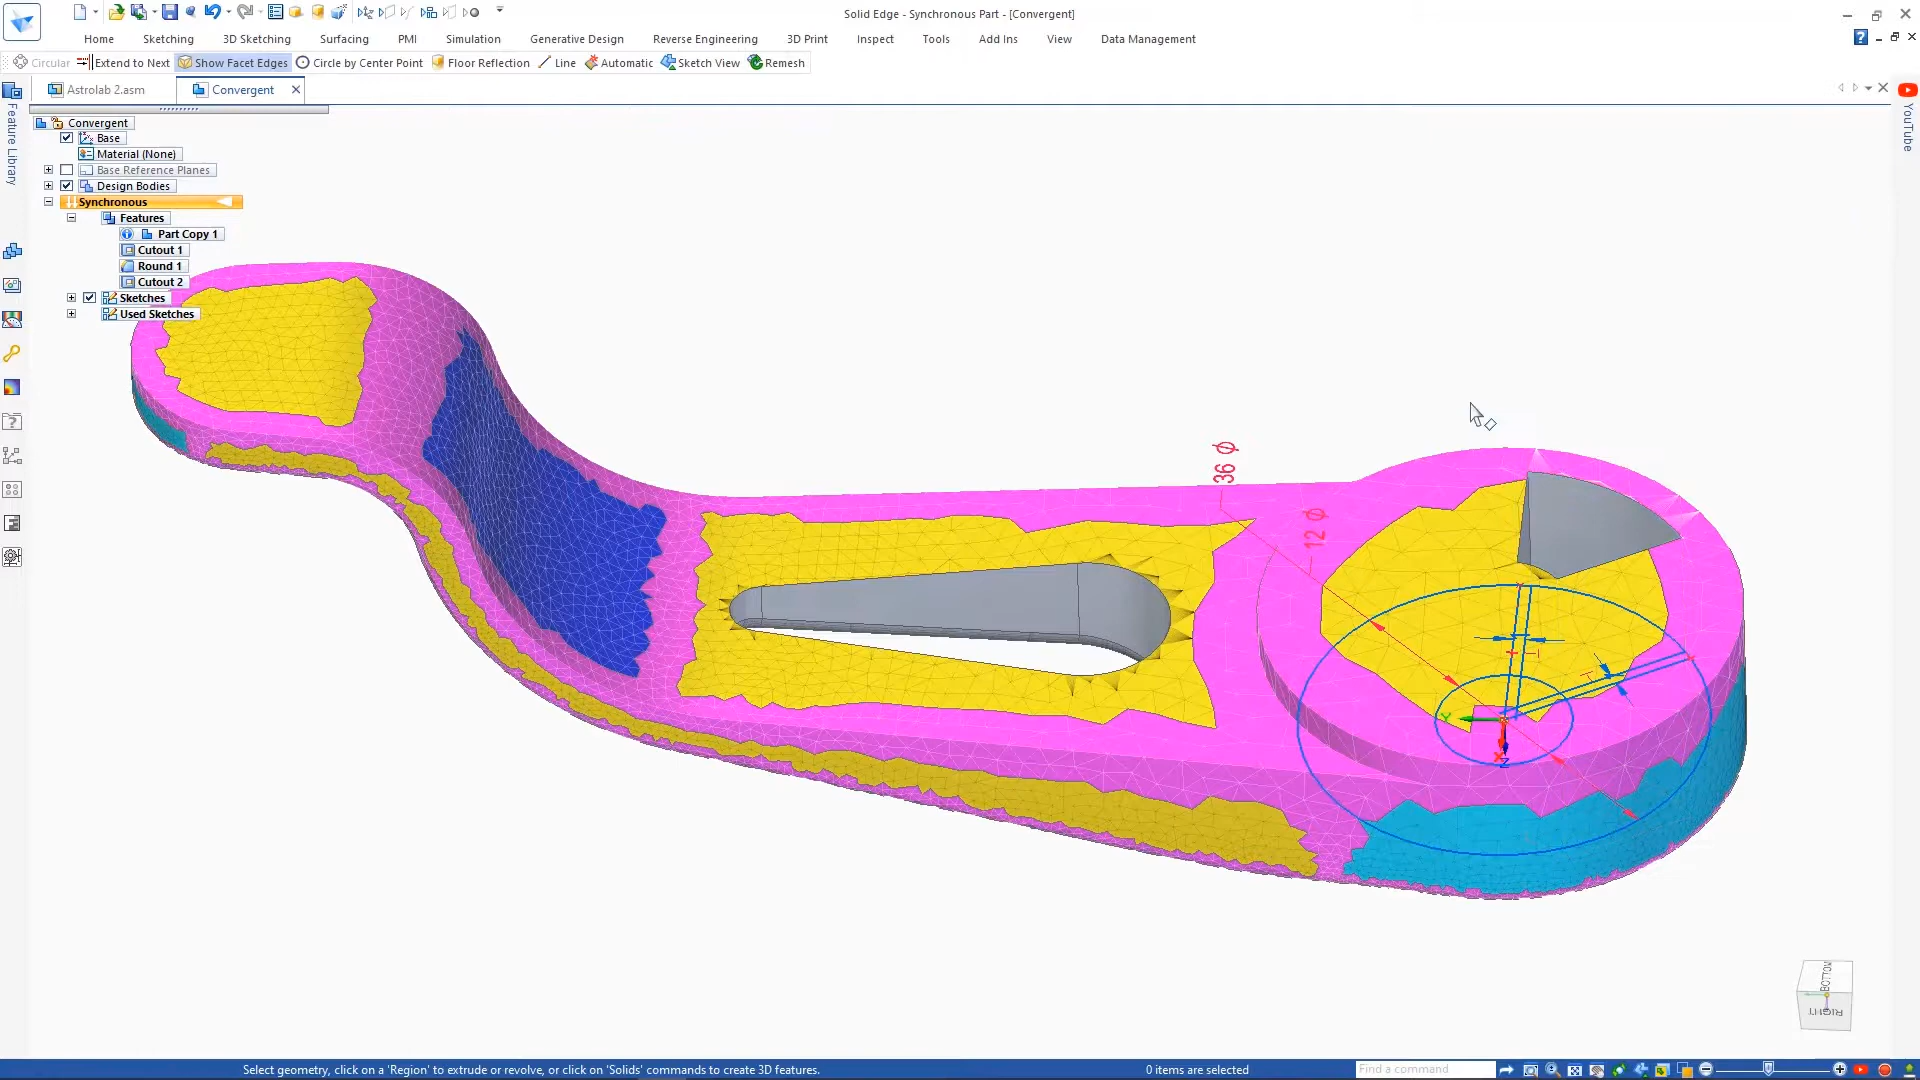 Solid Edge - Synchronous Part - [Convergent]
Home Sketching 3D Sketching Surfacing PMI Simulation Generative Design Reverse Engineering 3D Print Inspect Tools Add Ins View Data Management
Circular Extend to Next Show Facet Edges Circle by Center Point Floor Reflection Line Automatic Sketch View Remesh
Astrolab 2.asm Convergent
Feature Library
YouTube
Convergent
Base
Material (None)
Base Reference Planes
Design Bodies
Synchronous
Features
Part Copy 1
Cutout 1
Round 1
Cutout 2
Sketches
Used Sketches
36 Ø
12 Ø
Y
X
Z
BOTTOM
RIGHT
Select geometry, click on a 'Region' to extrude or revolve, or click on 'Solids' commands to create 3D features.
0 items are selected
Find a command